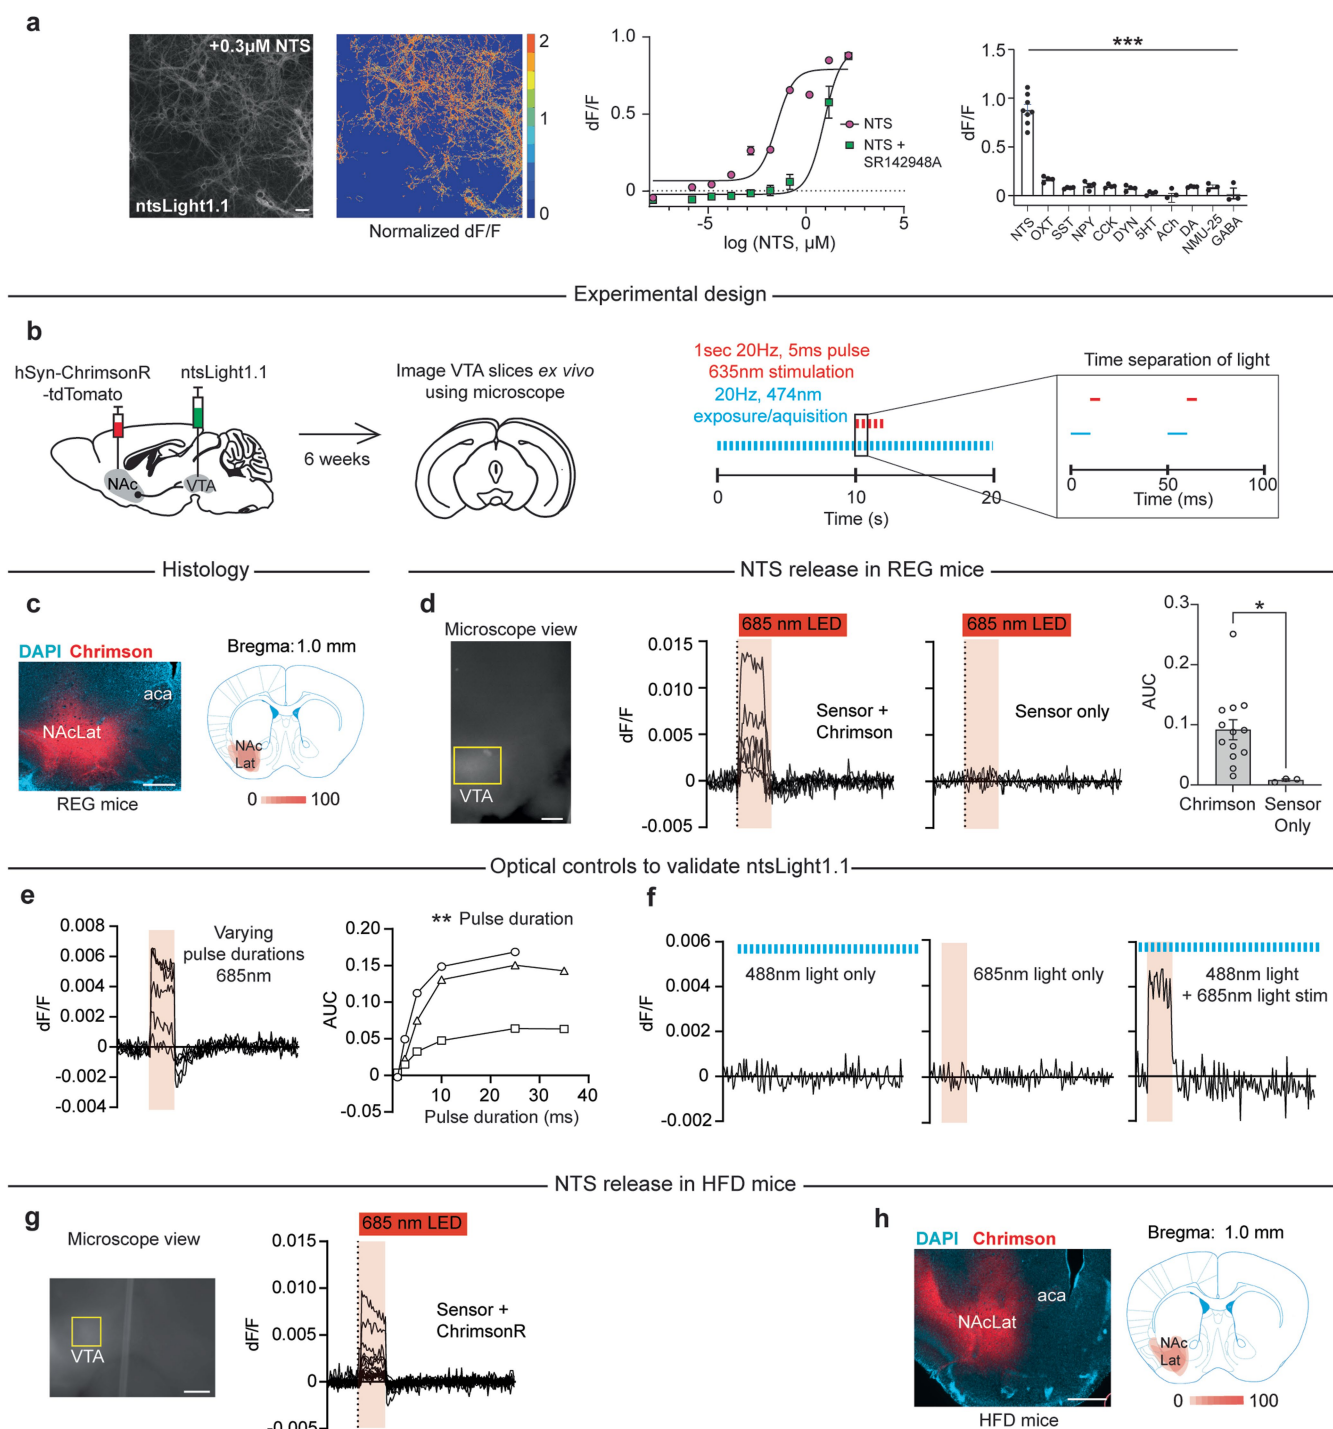 a
+0.3µM NTS
ntsLight1.1
2
1
0
Normalized dF/F
1.0
0.5
0
dF/F
-5
0
5
log (NTS, µM)
NTS
NTS +
SR142948A
***
1.5
1.0
0.5
0
dF/F
NTS
OXT
SST
NPY
CCK
DYN
5HT
ACh
DA
NMU-25
GABA
Experimental design
b
hSyn-ChrimsonR
-tdTomato
ntsLight1.1
NAc
VTA
6 weeks
Image VTA slices ex vivo
using microscope
1sec 20Hz, 5ms pulse
635nm stimulation
20Hz, 474nm
exposure/aquisition
0
10
20
Time (s)
Time separation of light
0
50
100
Time (ms)
Histology
NTS release in REG mice
c
DAPI Chrimson
aca
NAcLat
REG mice
Bregma: 1.0 mm
NAc
Lat
0
100
d
Microscope view
VTA
685 nm LED
0.015
0.010
0.005
0
-0.005
dF/F
Sensor +
Chrimson
685 nm LED
Sensor only
0.3
0.2
0.1
0
AUC
*
Chrimson
Sensor
Only
Optical controls to validate ntsLight1.1
e
0.008
0.006
0.004
0.002
0
-0.002
-0.004
dF/F
Varying
pulse durations
685nm
** Pulse duration
0.20
0.15
0.10
0.05
0
-0.05
AUC
10
20
30
40
Pulse duration (ms)
f
0.006
0.004
0.002
0
-0.002
dF/F
488nm light only
685nm light only
488nm light
+ 685nm light stim
NTS release in HFD mice
g
Microscope view
VTA
685 nm LED
0.015
0.010
0.005
0
-0.005
dF/F
Sensor +
ChrimsonR
h
DAPI Chrimson
aca
NAcLat
HFD mice
Bregma: 1.0 mm
NAc
Lat
0
100